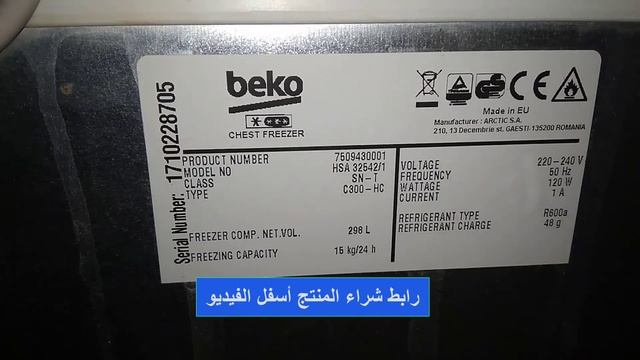 beko
CHEST FREEZER
Made in EU
Manufacturer : ARCTIC S.A.
210, 13 Decembrie st. GAESTI-135200 ROMANIA
Serial Number: 1710228705
PRODUCT NUMBER 7509430001
MODEL NO HSA 32542/1
CLASS SN-T
TYPE C300-HC
FREEZER COMP. NET.VOL. 298 L
FREEZING CAPACITY 15 kg/24 h
VOLTAGE 220-240 V
FREQUENCY 50 Hz
WATTAGE 120 W
CURRENT 1 A
REFRIGERANT TYPE R600a
REFRIGERANT CHARGE 48 g
رابط شراء المنتج أسفل الفيديو